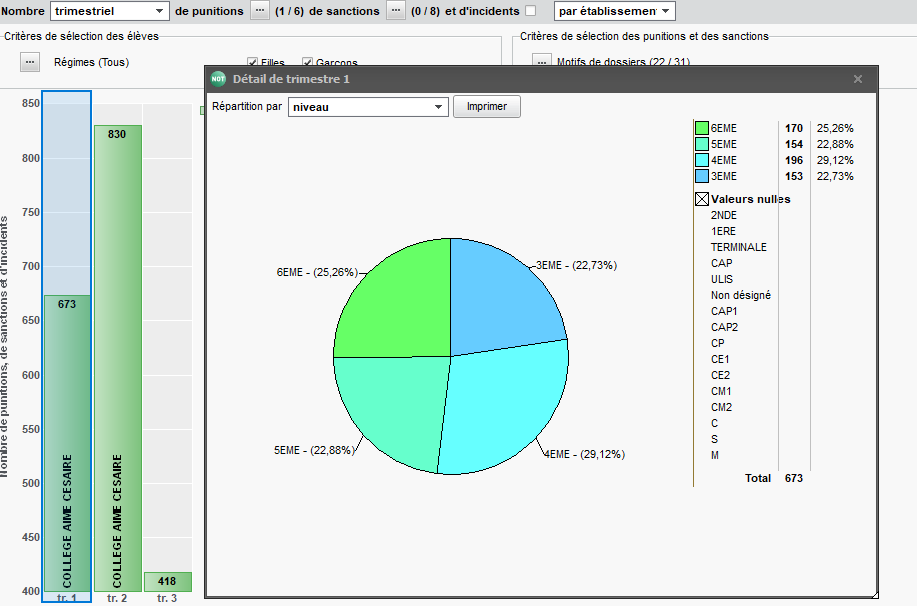 Nombre trimestriel de punitions ... (1 / 6) de sanctions ... (0 / 8) et d'incidents par établissemen
Critères de sélection des élèves
Critères de sélection des punitions et des sanctions
... Régimes (Tous) Filles Garçons ... Motifs de dossiers (22 / 31)
Détail de trimestre 1
Répartition par niveau Imprimer
6EME 170 25,26%
5EME 154 22,88%
4EME 196 29,12%
3EME 153 22,73%
Valeurs nulles
2NDE
1ERE
TERMINALE
CAP
ULIS
Non désigné
CAP1
CAP2
CP
CE1
CE2
CM1
CM2
C
S
M
Total 673
6EME - (25,26%)
3EME - (22,73%)
5EME - (22,88%)
4EME - (29,12%)
Nombre de punitions, de sanctions et d'incidents
850
800
750
700
650
600
550
500
450
400
673
830
418
COLLEGE AIME CESAIRE
COLLEGE AIME CESAIRE
tr. 1 tr. 2 tr. 3